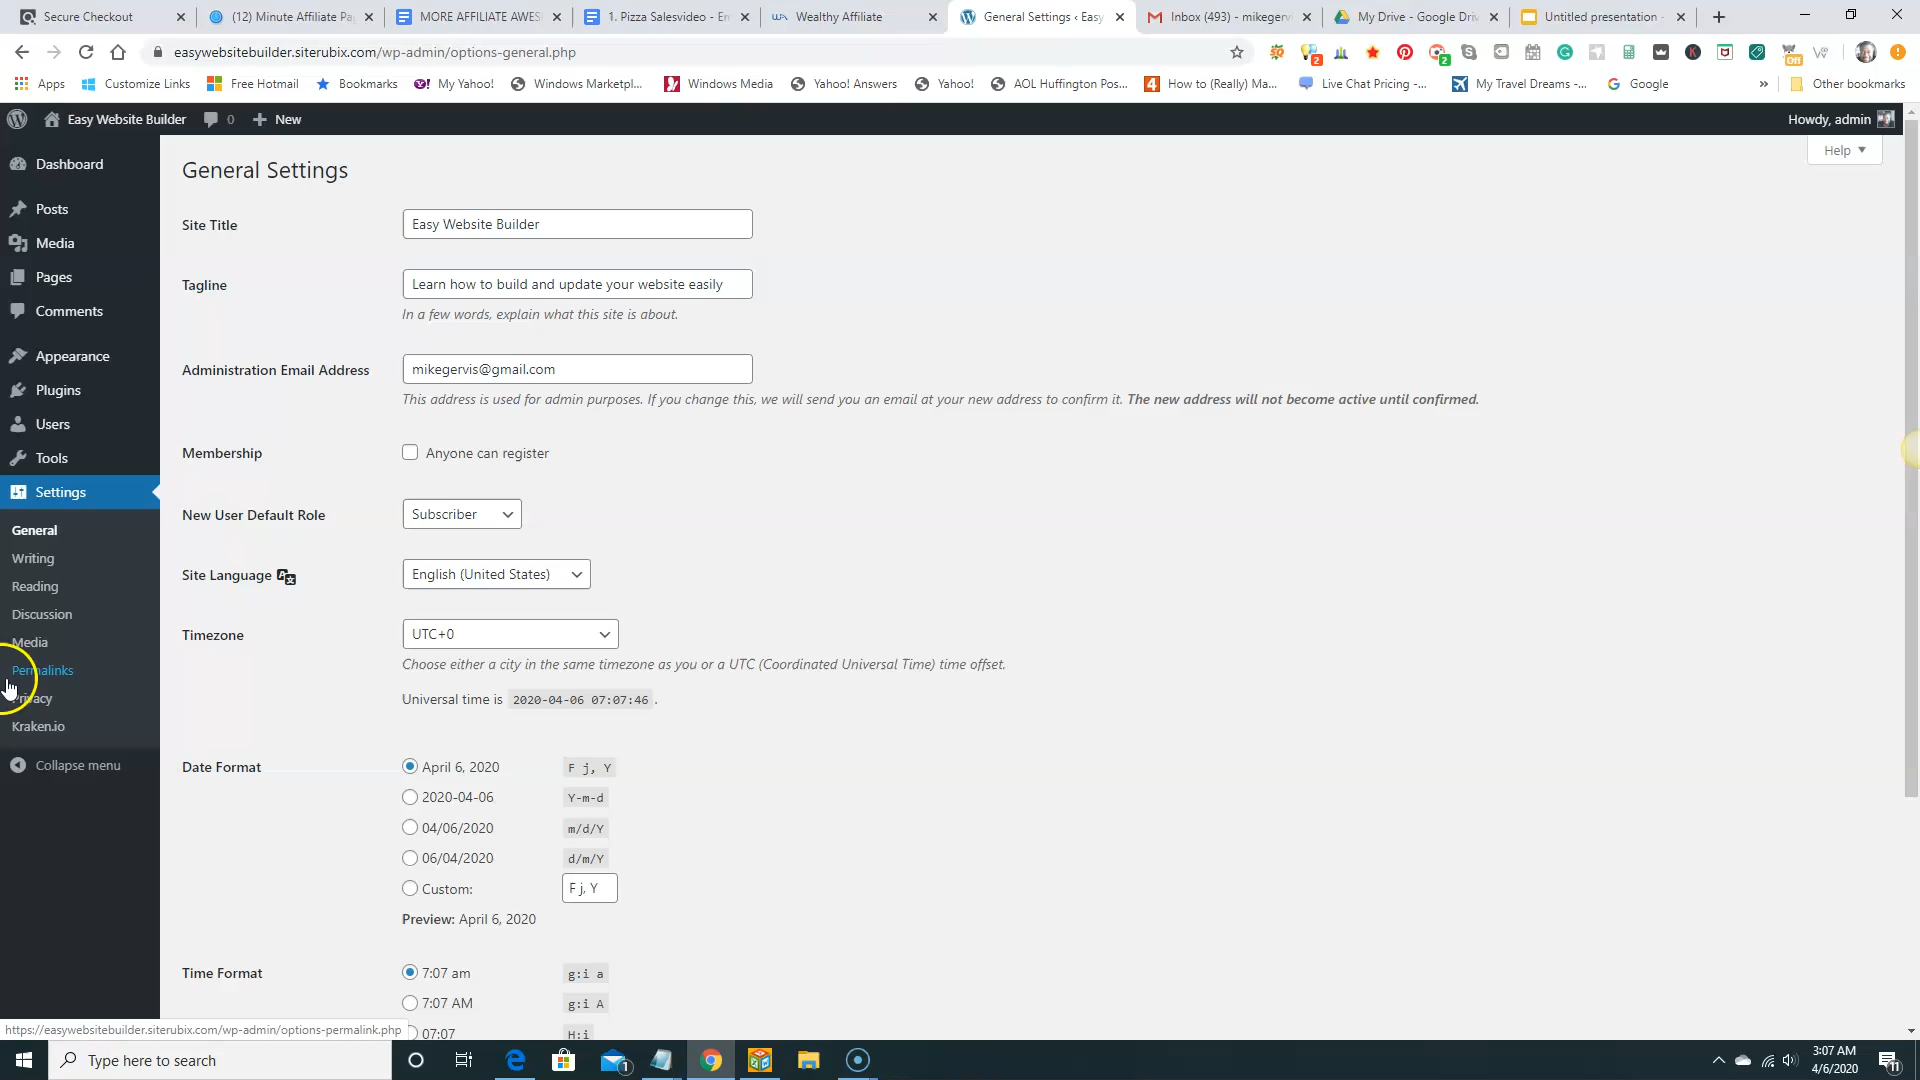 Secure Checkout
(12) Minute Affiliate Pa
MORE AFFILIATE AWES
1. Pizza Salesvideo - En
Wealthy Affiliate
General Settings ‹ Easy
Inbox (493) - mikegerv
My Drive - Google Driv
Untitled presentation -
easywebsitebuilder.siterubix.com/wp-admin/options-general.php
Apps
Customize Links
Free Hotmail
Bookmarks
My Yahoo!
Windows Marketpl...
Windows Media
Yahoo! Answers
Yahoo!
AOL Huffington Pos...
How to (Really) Ma...
Live Chat Pricing -...
My Travel Dreams -...
Google
»
Other bookmarks
Easy Website Builder
0
New
Howdy, admin
Help
Dashboard
Posts
Media
Pages
Comments
Appearance
Plugins
Users
Tools
Settings
General
Writing
Reading
Discussion
Media
Permalinks
Privacy
Kraken.io
Collapse menu
General Settings
Site Title
Easy Website Builder
Tagline
Learn how to build and update your website easily
In a few words, explain what this site is about.
Administration Email Address
mikegervis@gmail.com
This address is used for admin purposes. If you change this, we will send you an email at your new address to confirm it. The new address will not become active until confirmed.
Membership
Anyone can register
New User Default Role
Subscriber
Site Language
English (United States)
Timezone
UTC+0
Choose either a city in the same timezone as you or a UTC (Coordinated Universal Time) time offset.
Universal time is 2020-04-06 07:07:46 .
Date Format
April 6, 2020 F j, Y
2020-04-06 Y-m-d
04/06/2020 m/d/Y
06/04/2020 d/m/Y
Custom: F j, Y
Preview: April 6, 2020
Time Format
7:07 am g:i a
7:07 AM g:i A
07:07 H:i
https://easywebsitebuilder.siterubix.com/wp-admin/options-permalink.php
Type here to search
1
3:07 AM
4/6/2020
11